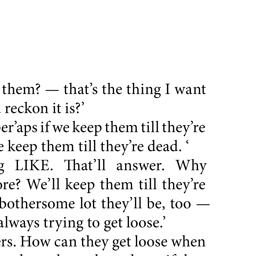 them? — that’s the thing I want
reckon it is?’
er’aps if we keep them till they’re
keep them till they’re dead. ‘
LIKE. That’ll answer. Why
ore? We’ll keep them till they’re
bothersome lot they’ll be, too —
always trying to get loose.’
ers. How can they get loose when